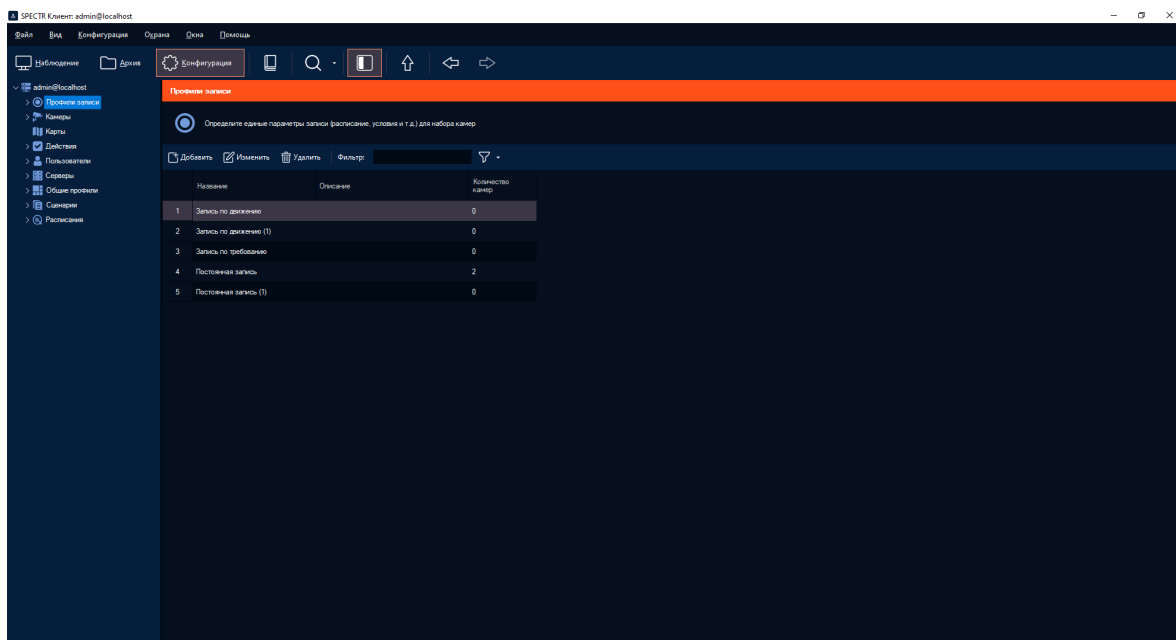 SPECTR Клиент: admin@localhost
Файл Вид Конфигурация Охрана Окна Помощь
Наблюдение Архив Конфигурация
admin@localhost
Профили записи
Камеры
Карты
Действия
Пользователи
Серверы
Общие профили
Сценарии
Расписания
Профили записи
Определите единые параметры записи (расписание, условия и т.д.) для набора камер
Добавить Изменить Удалить Фильтр:
Название Описание Количество
камер
1 Запись по движению 0
2 Запись по движению (1) 0
3 Запись по требованию 0
4 Постоянная запись 2
5 Постоянная запись (1) 0